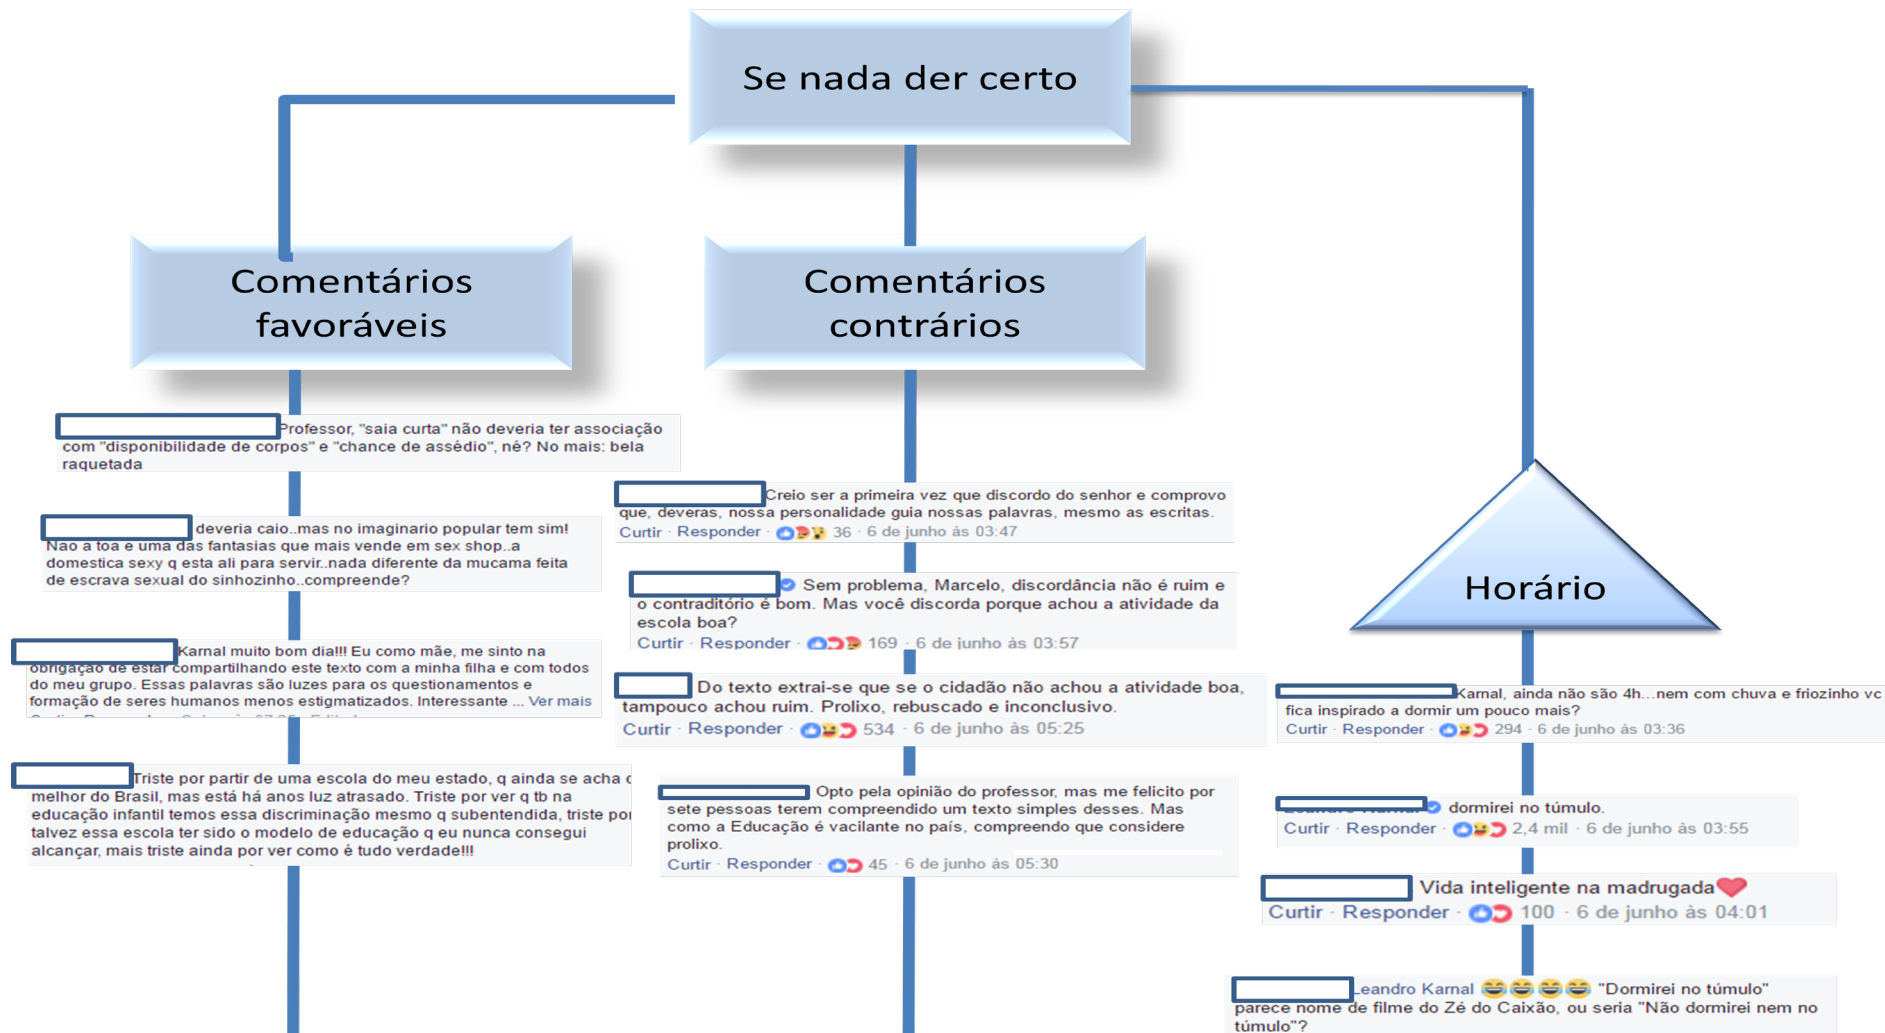 Se nada der certo
Comentários
favoráveis
Professor, "saia curta" não deveria ter associação
com "disponibilidade de corpos" e "chance de assédio", né? No mais: bela
raquetada
deveria caio..mas no imaginario popular tem sim!
Nao a toa e uma das fantasias que mais vende em sex shop..a
domestica sexy q esta ali para servir..nada diferente da mucama feita
de escrava sexual do sinhozinho..compreende?
Karnal muito bom dia!!! Eu como mãe, me sinto na
obrigação de estar compartilhando este texto com a minha filha e com todos
do meu grupo. Essas palavras são luzes para os questionamentos e
formação de seres humanos menos estigmatizados. Interessante ... Ver mais
Triste por partir de uma escola do meu estado, q ainda se acha
melhor do Brasil, mas está há anos luz atrasado. Triste por ver q tb na
educação infantil temos essa discriminação mesmo q subentendida, triste por
talvez essa escola ter sido o modelo de educação q eu nunca consegui
alcançar, mais triste ainda por ver como é tudo verdade!!!
Comentários
contrários
Creio ser a primeira vez que discordo do senhor e comprovo
que, deveras, nossa personalidade guia nossas palavras, mesmo as escritas.
Curtir · Responder · 36 · 6 de junho às 03:47
Sem problema, Marcelo, discordância não é ruim e
o contraditório é bom. Mas você discorda porque achou a atividade da
escola boa?
Curtir · Responder · 169 · 6 de junho às 03:57
Do texto extrai-se que se o cidadão não achou a atividade boa,
tampouco achou ruim. Prolixo, rebuscado e inconclusivo.
Curtir · Responder · 534 · 6 de junho às 05:25
Opto pela opinião do professor, mas me felicito por
sete pessoas terem compreendido um texto simples desses. Mas
como a Educação é vacilante no país, compreendo que considere
prolixo.
Curtir · Responder · 45 · 6 de junho às 05:30
Horário
Karnal, ainda não são 4h...nem com chuva e friozinho vc
fica inspirado a dormir um pouco mais?
Curtir · Responder · 294 · 6 de junho às 03:36
dormirei no túmulo.
Curtir · Responder · 2,4 mil · 6 de junho às 03:55
Vida inteligente na madrugada❤
Curtir · Responder · 100 · 6 de junho às 04:01
Leandro Karnal 😂😂😂😂 "Dormirei no túmulo"
parece nome de filme do Zé do Caixão, ou seria "Não dormirei nem no
túmulo"?